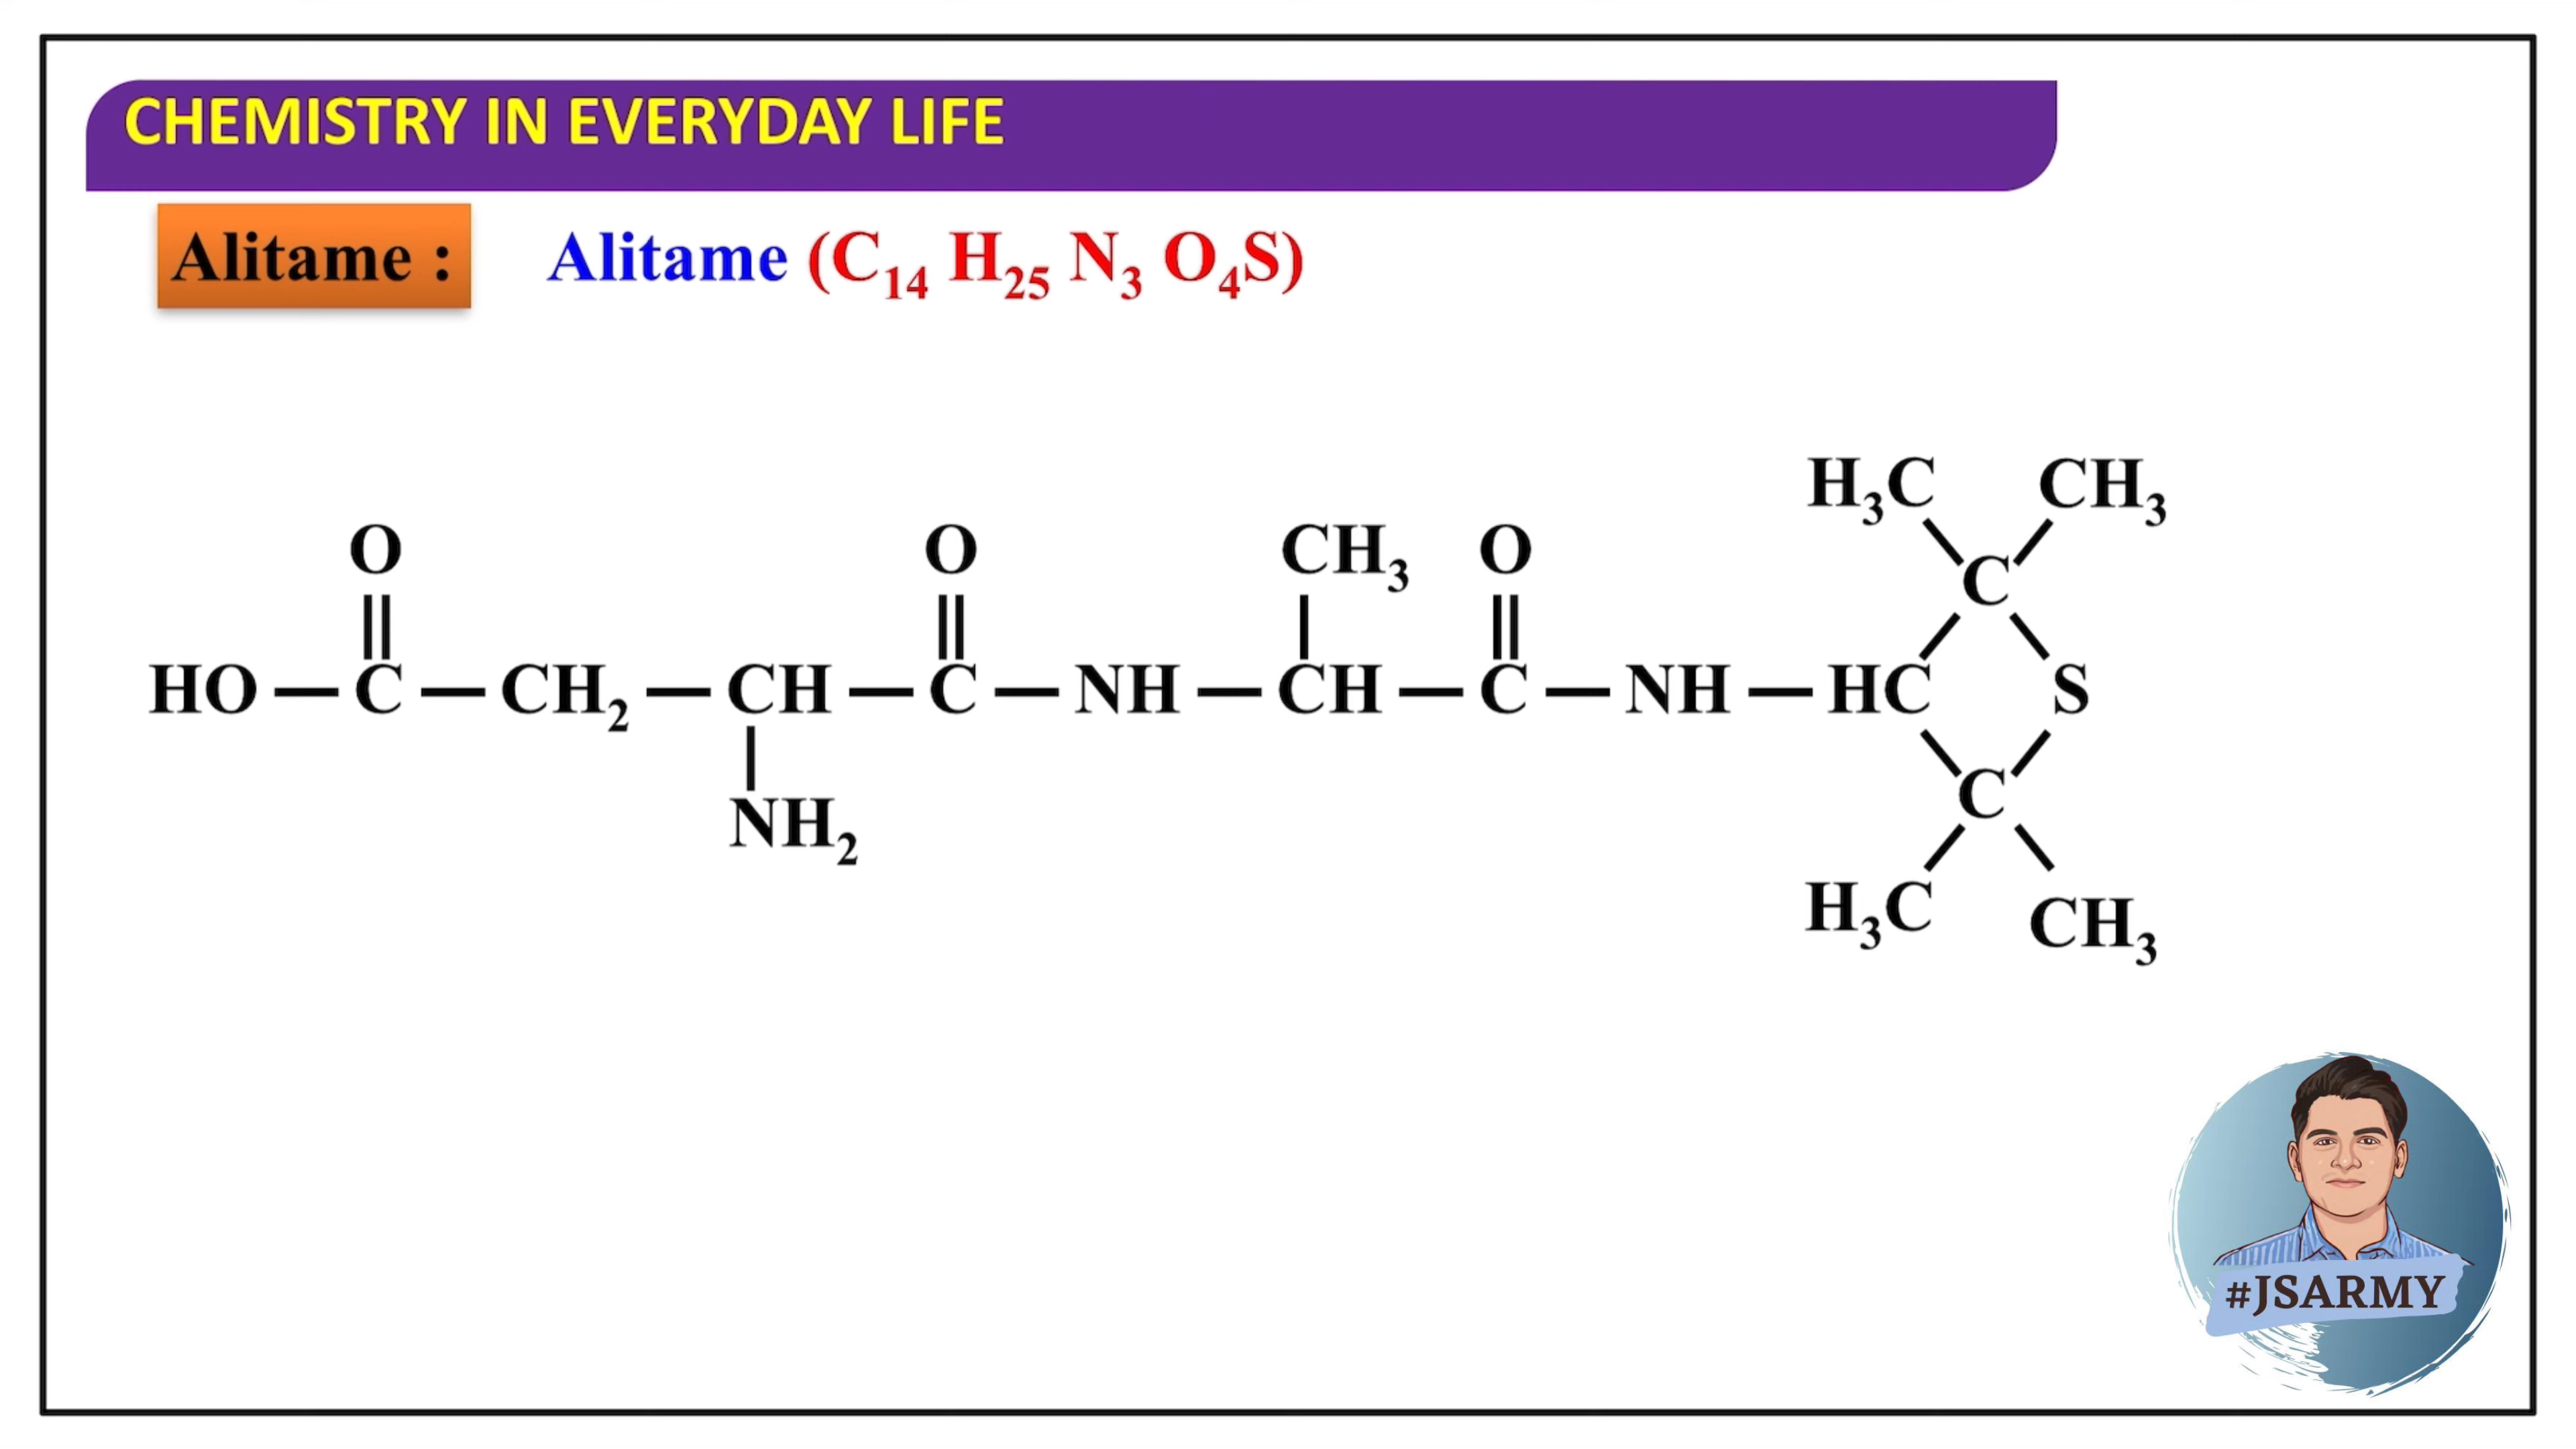 CHEMISTRY IN EVERYDAY LIFE
Alitame : Alitame (C₁₄ H₂₅ N₃ O₄S)
H₃C CH₃
O O CH₃ O
C
HO — C — CH₂ — CH — C — NH — CH — C — NH — HC S
C
NH₂
H₃C CH₃
#JSARMY